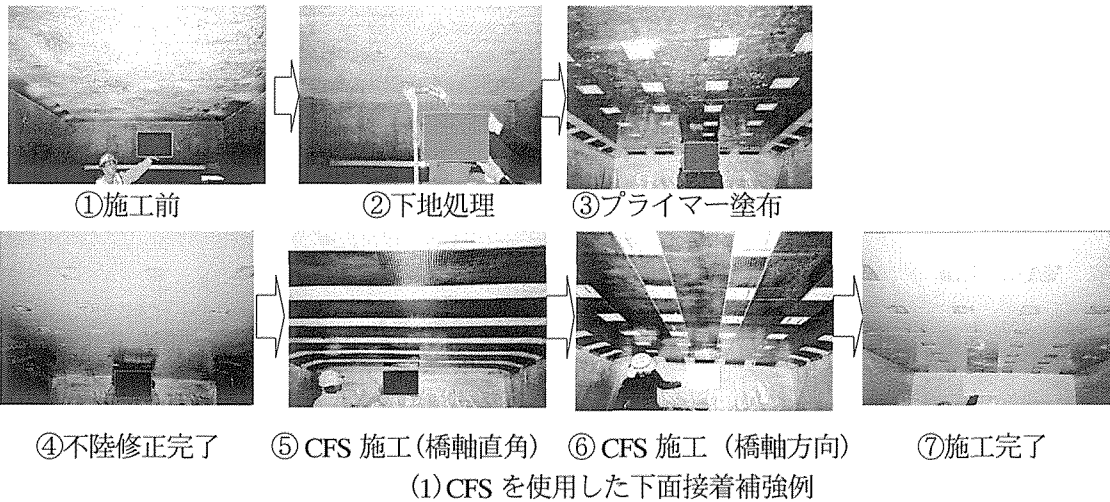 ①施工前
②下地処理
③プライマー塗布
④不陸修正完了
⑤ CFS 施工(橋軸直角)
⑥ CFS 施工 (橋軸方向)
⑦施工完了
(1)CFS を使用した下面接着補強例